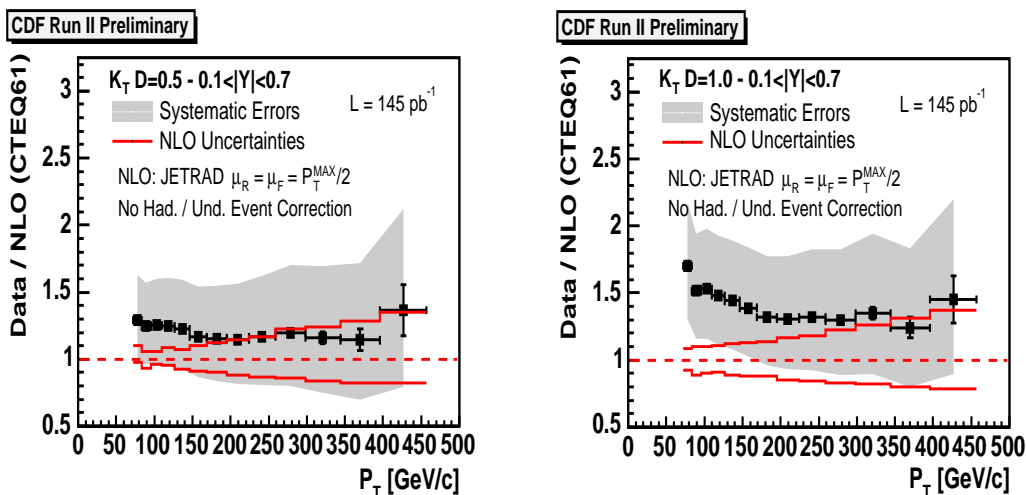 CDF Run II Preliminary
K_T D=0.5 - 0.1<|Y|<0.7
Systematic Errors
L = 145 pb^-1
NLO Uncertainties
NLO: JETRAD μ_R = μ_F = P_T^MAX/2
No Had. / Und. Event Correction
Data / NLO (CTEQ61)
3
2.5
2
1.5
1
0.5
0 50 100 150 200 250 300 350 400 450 500
P_T [GeV/c]
CDF Run II Preliminary
K_T D=1.0 - 0.1<|Y|<0.7
Systematic Errors
L = 145 pb^-1
NLO Uncertainties
NLO: JETRAD μ_R = μ_F = P_T^MAX/2
No Had. / Und. Event Correction
Data / NLO (CTEQ61)
3
2.5
2
1.5
1
0.5
0 50 100 150 200 250 300 350 400 450 500
P_T [GeV/c]